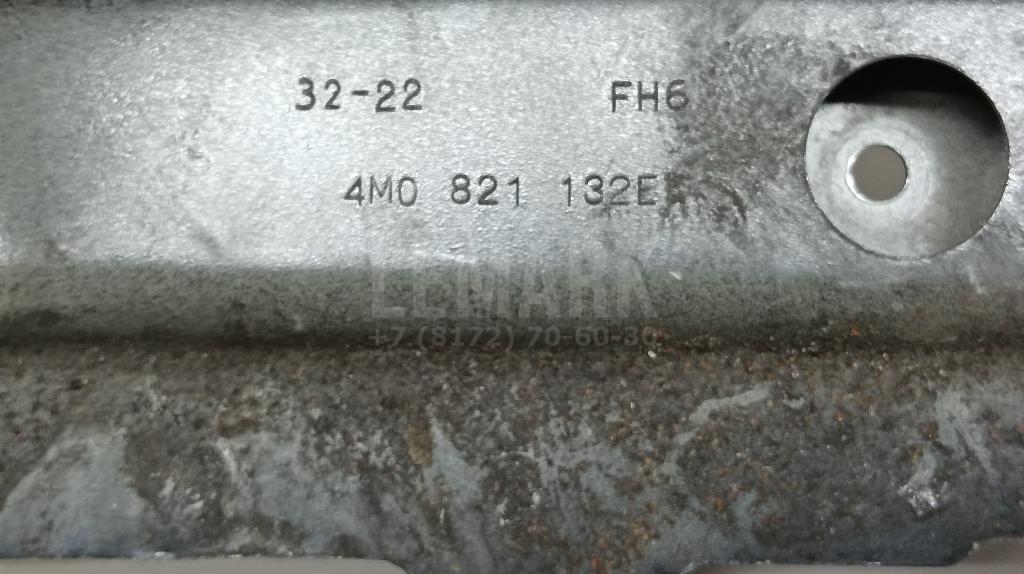 32-22 FH6
4M0 821 132E
LEMARK
+7 (8172) 70-60-30